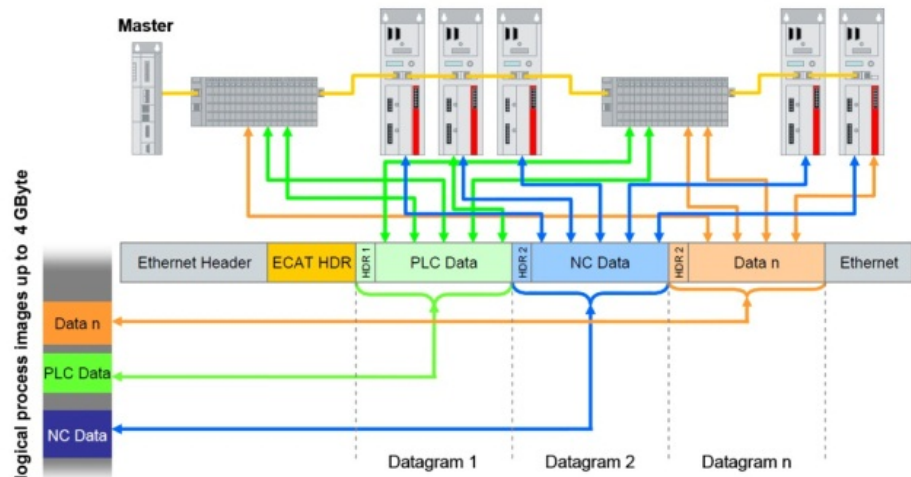 Master
Ethernet Header
ECAT HDR
HDR 1
PLC Data
HDR 2
NC Data
HDR 2
Data n
Ethernet
logical process images up to 4 GByte
Data n
PLC Data
NC Data
Datagram 1
Datagram 2
Datagram n